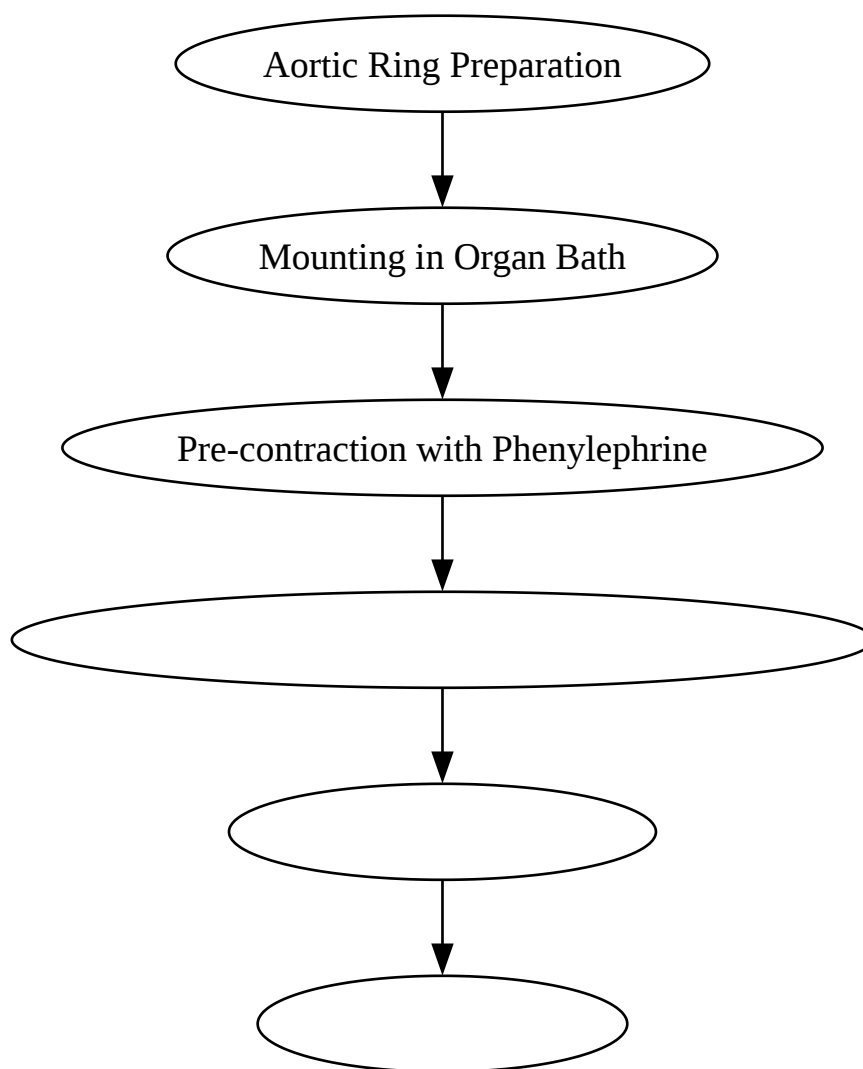 Aortic Ring Preparation
Mounting in Organ Bath
Pre-contraction with Phenylephrine